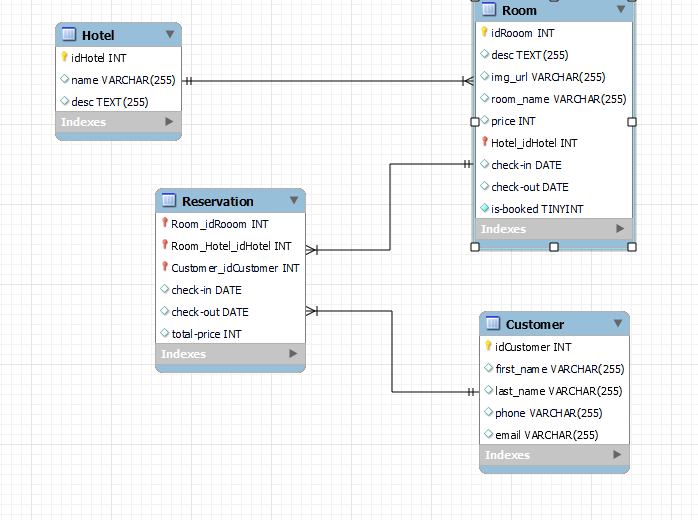 Hotel
idHotel INT
name VARCHAR(255)
desc TEXT(255)
Indexes
Room
idRooom INT
desc TEXT(255)
img_url VARCHAR(255)
room_name VARCHAR(255)
price INT
Hotel_idHotel INT
check-in DATE
check-out DATE
is-booked TINYINT
Indexes
Reservation
Room_idRooom INT
Room_Hotel_idHotel INT
Customer_idCustomer INT
check-in DATE
check-out DATE
total-price INT
Indexes
Customer
idCustomer INT
first_name VARCHAR(255)
last_name VARCHAR(255)
phone VARCHAR(255)
email VARCHAR(255)
Indexes